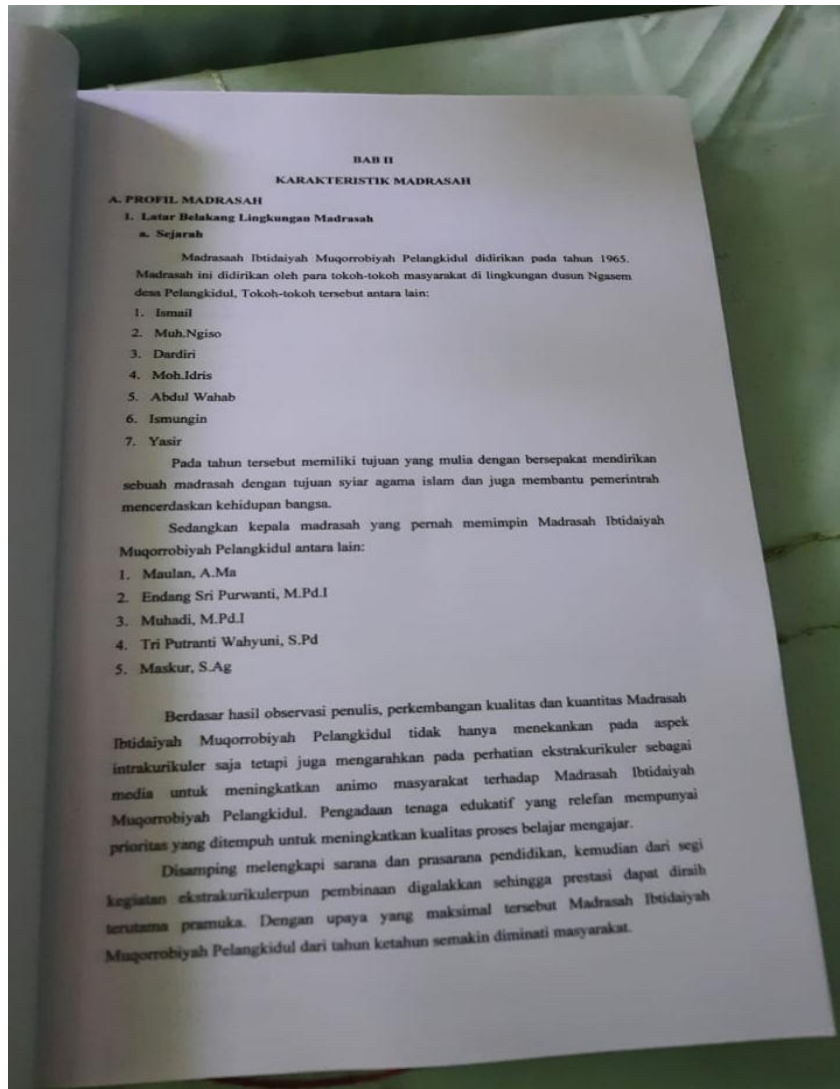 BAB II
KARAKTERISTIK MADRASAH
A. PROFIL MADRASAH
1. Latar Belakang Lingkungan Madrasah
a. Sejarah
Madrasaah Ibtidaiyah Muqorrobiyah Pelangkidul didirikan pada tahun 1965.
Madrasah ini didirikan oleh para tokoh-tokoh masyarakat di lingkungan dusun Ngasem
desa Pelangkidul, Tokoh-tokoh tersebut antara lain:
1. Ismail
2. Muh.Ngiso
3. Dardiri
4. Moh.Idris
5. Abdul Wahab
6. Ismungin
7. Yasir
Pada tahun tersebut memiliki tujuan yang mulia dengan bersepakat mendirikan
sebuah madrasah dengan tujuan syiar agama islam dan juga membantu pemerintrah
mencerdaskan kehidupan bangsa.
Sedangkan kepala madrasah yang pernah memimpin Madrasah Ibtidaiyah
Muqorrobiyah Pelangkidul antara lain:
1. Maulan, A.Ma
2. Endang Sri Purwanti, M.Pd.I
3. Muhadi, M.Pd.I
4. Tri Putranti Wahyuni, S.Pd
5. Maskur, S.Ag
Berdasar hasil observasi penulis, perkembangan kualitas dan kuantitas Madrasah
Ibtidaiyah Muqorrobiyah Pelangkidul tidak hanya menekankan pada aspek
intrakurikuler saja tetapi juga mengarahkan pada perhatian ekstrakurikuler sebagai
media untuk meningkatkan animo masyarakat terhadap Madrasah Ibtidaiyah
Muqorrobiyah Pelangkidul. Pengadaan tenaga edukatif yang relefan mempunyai
prioritas yang ditempuh untuk meningkatkan kualitas proses belajar mengajar.
Disamping melengkapi sarana dan prasarana pendidikan, kemudian dari segi
kegiatan ekstrakurikulerpun pembinaan digalakkan sehingga prestasi dapat diraih
terutama pramuka. Dengan upaya yang maksimal tersebut Madrasah Ibtidaiyah
Muqorrobiyah Pelangkidul dari tahun ketahun semakin diminati masyarakat.